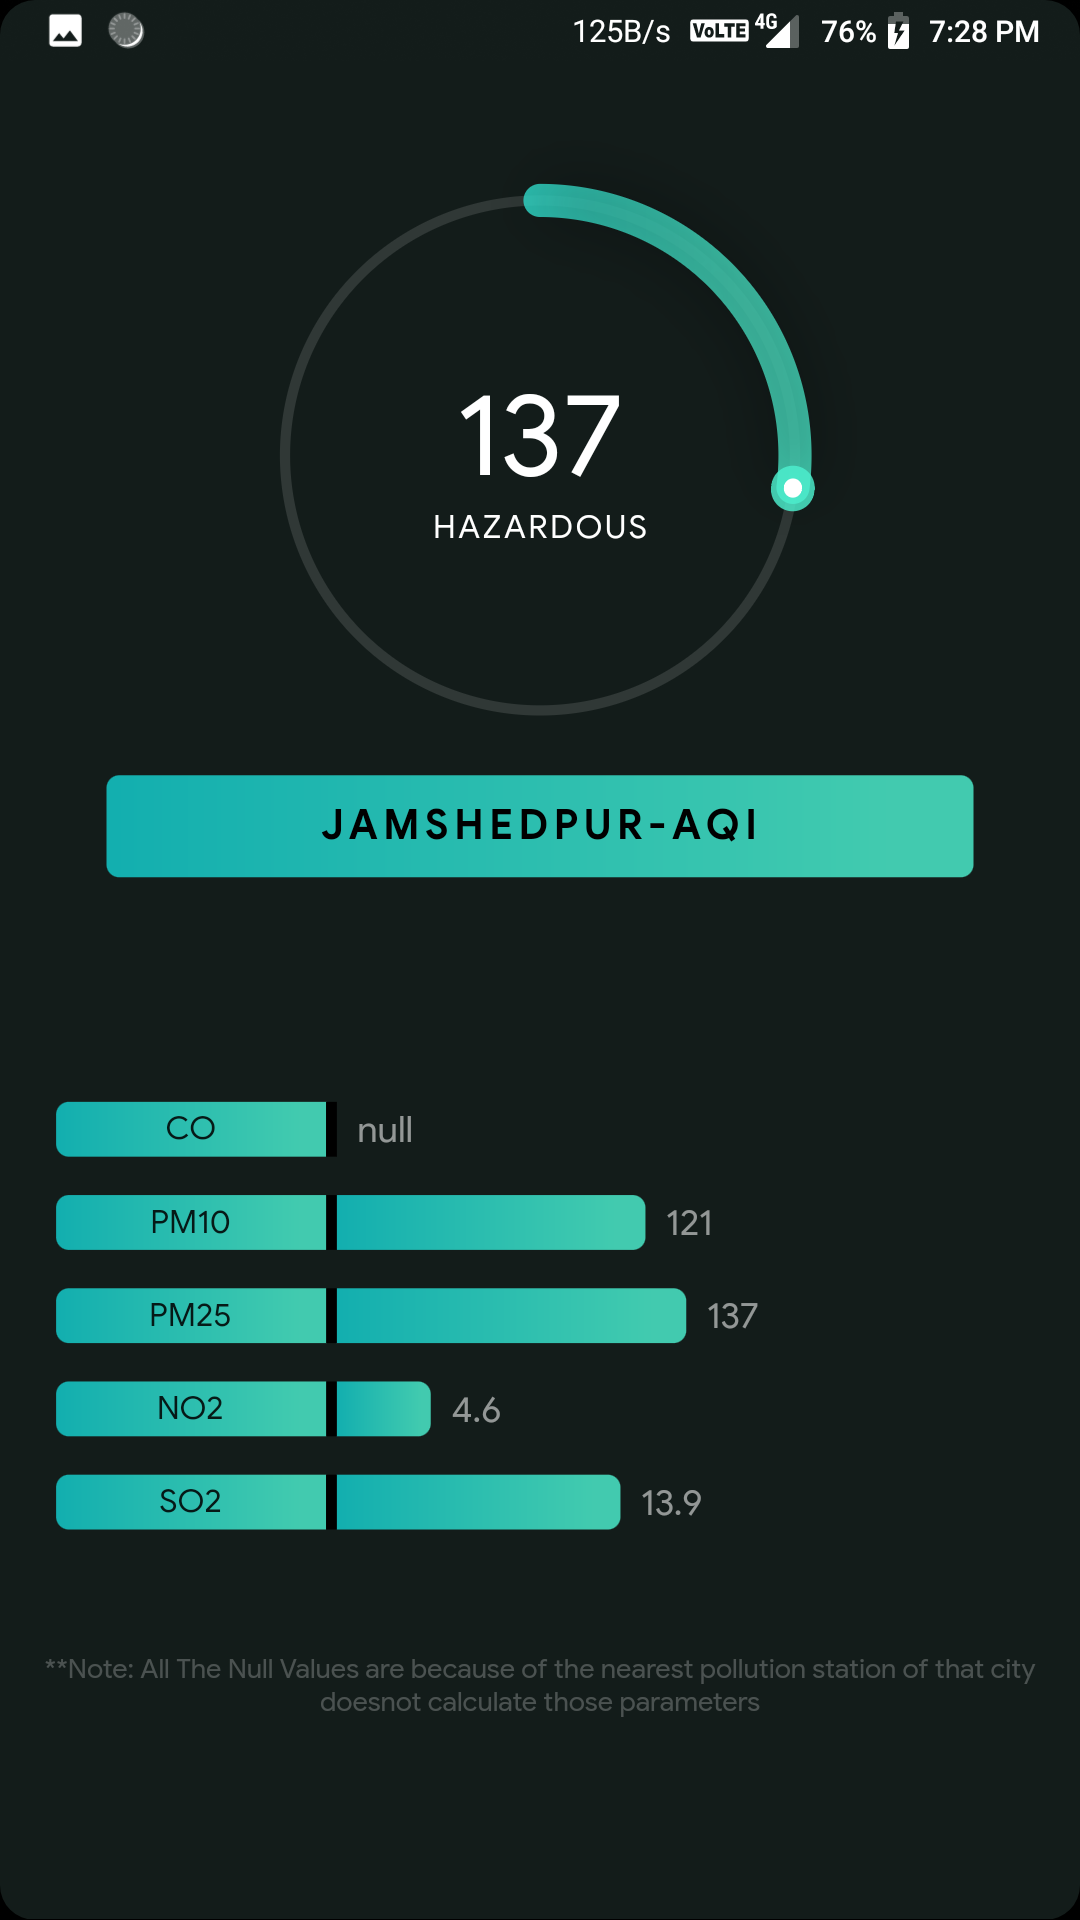 125B/s VoLTE 4G 76% 7:28 PM
137
HAZARDOUS
JAMSHEDPUR-AQI
CO null
PM10 121
PM25 137
NO2 4.6
SO2 13.9
**Note: All The Null Values are because of the nearest pollution station of that city
doesnot calculate those parameters